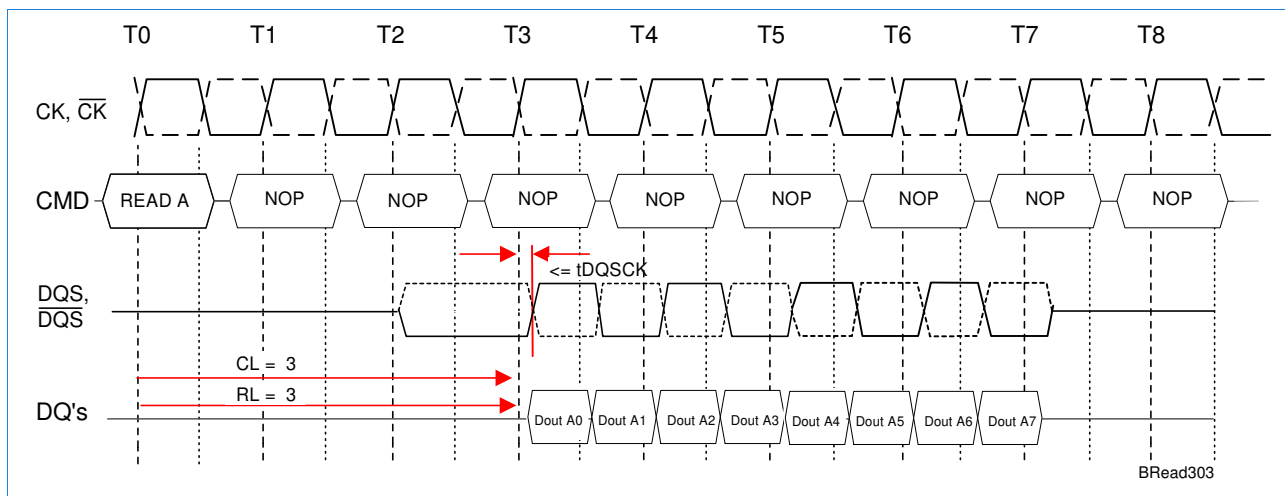 T0 T1 T2 T3 T4 T5 T6 T7 T8
CK, CK
CMD READ A NOP NOP NOP NOP NOP NOP NOP NOP
<= tDQSCK
DQS,
DQS
CL = 3
RL = 3
DQ's Dout A0 Dout A1 Dout A2 Dout A3 Dout A4 Dout A5 Dout A6 Dout A7
BRead303